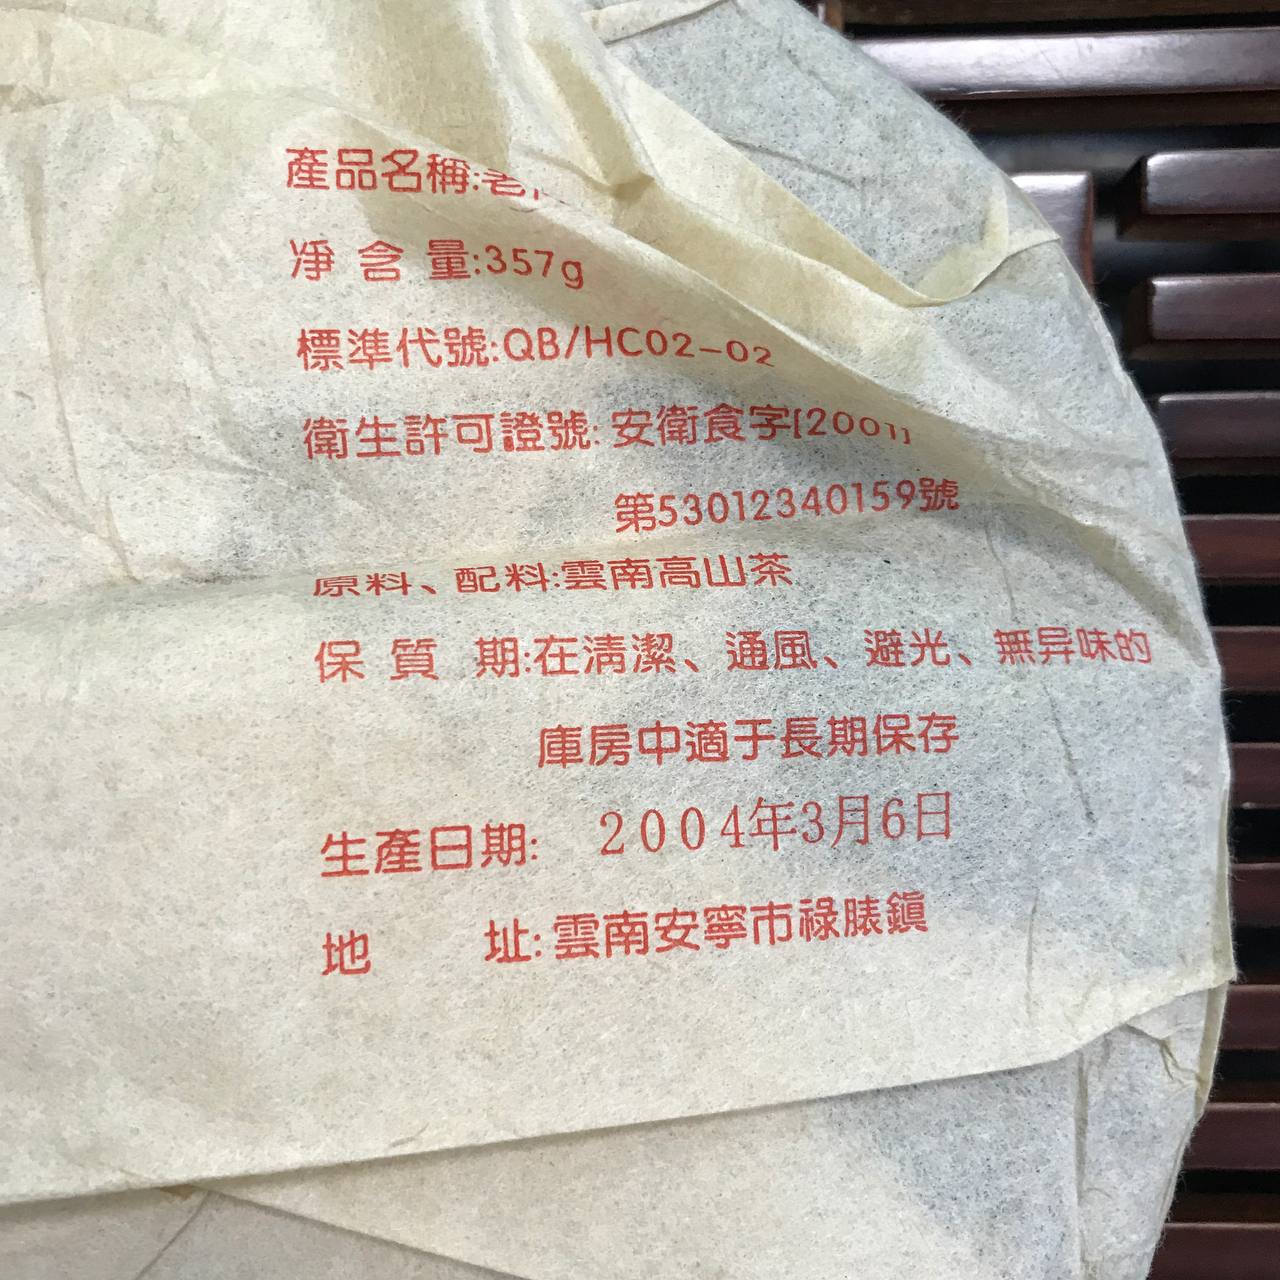 產品名稱:老
淨含量:357g
標準代號:QB/HC02-02
衛生許可證號:安衛食字[2001]
第53012340159號
原料、配料:雲南高山茶
保質期:在清潔、通風、避光、無异味的
庫房中適于長期保存
生產日期: 2004年3月6日
地址:雲南安寧市祿脿鎮